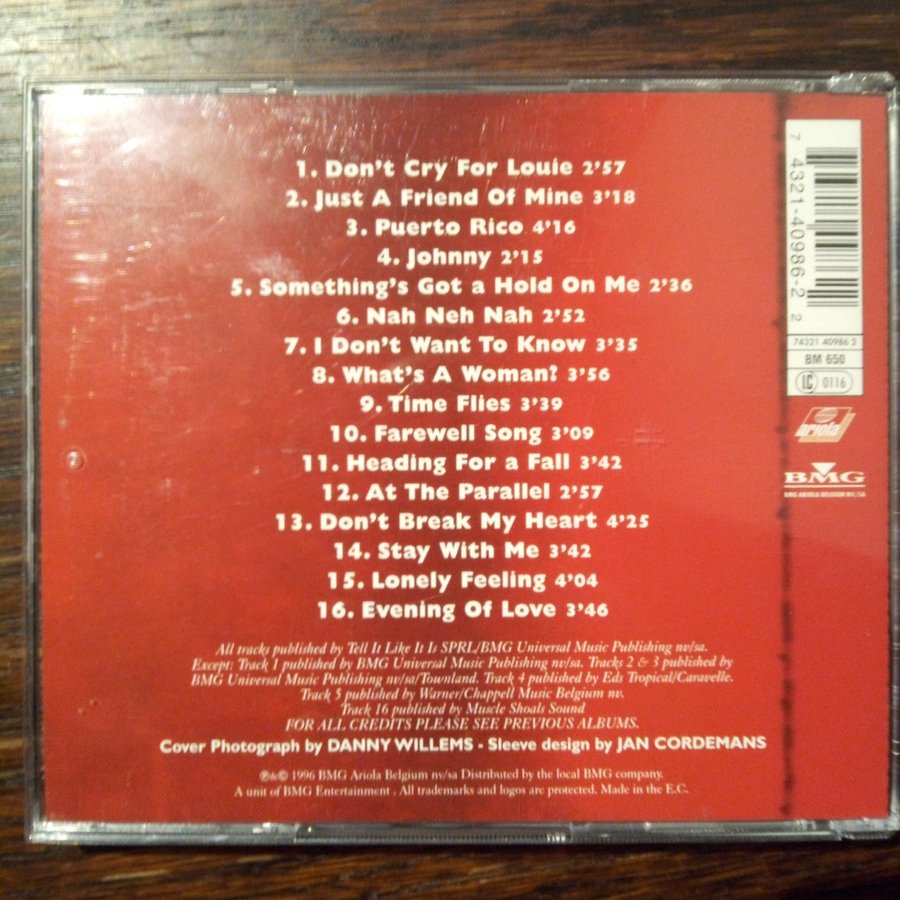 1. Don't Cry For Louie 2'57
2. Just A Friend Of Mine 3'18
3. Puerto Rico 4'16
4. Johnny 2'15
5. Something's Got a Hold On Me 2'36
6. Nah Neh Nah 2'52
7. I Don't Want To Know 3'35
8. What's A Woman? 3'56
9. Time Flies 3'39
10. Farewell Song 3'09
11. Heading For a Fall 3'42
12. At The Parallel 2'57
13. Don't Break My Heart 4'25
14. Stay With Me 3'42
15. Lonely Feeling 4'04
16. Evening Of Love 3'46
All tracks published by Tell It Like It Is SPRL/BMG Universal Music Publishing nv/sa.
Except: Track 1 published by BMG Universal Music Publishing nv/sa. Tracks 2 & 3 published by
BMG Universal Music Publishing nv/sa/Townland. Track 4 published by Eds Tropical/Caravelle.
Track 5 published by Warner/Chappell Music Belgium nv.
Track 16 published by Muscle Shoals Sound
FOR ALL CREDITS PLEASE SEE PREVIOUS ALBUMS.
Cover Photograph by DANNY WILLEMS - Sleeve design by JAN CORDEMANS
℗&© 1996 BMG Ariola Belgium nv/sa Distributed by the local BMG company.
A unit of BMG Entertainment . All trademarks and logos are protected. Made in the E.C.
7 4321-40986-2 2
74321 40986 2
BM 650
LC 0116
ariola
BMG
BMG ARIOLA BELGIUM NV/SA